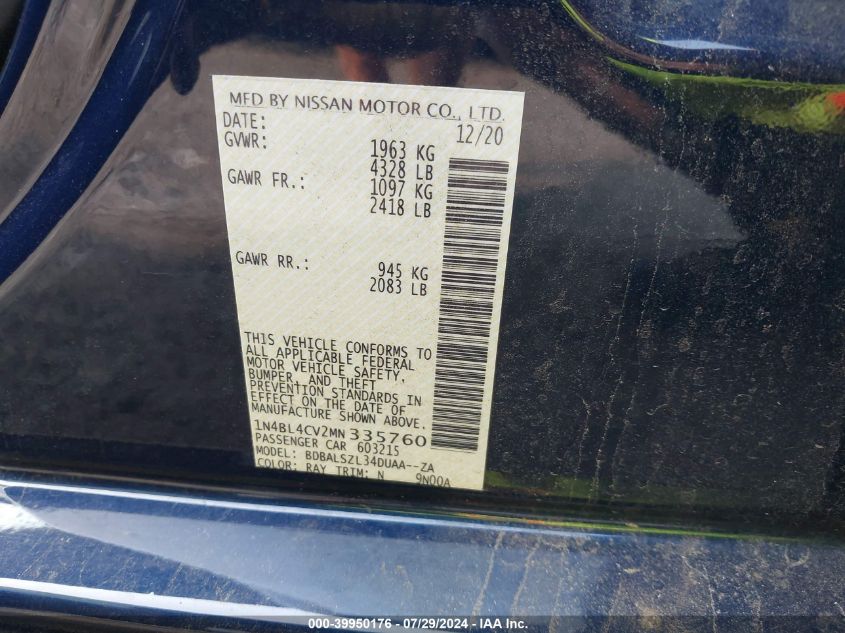 MFD BY NISSAN MOTOR CO., LTD.
DATE: 12/20
GVWR: 1963 KG
4328 LB
GAWR FR.: 1097 KG
2418 LB
GAWR RR.: 945 KG
2083 LB
THIS VEHICLE CONFORMS TO
ALL APPLICABLE FEDERAL
MOTOR VEHICLE SAFETY,
BUMPER, AND THEFT
PREVENTION STANDARDS IN
EFFECT ON THE DATE OF
MANUFACTURE SHOWN ABOVE.
1N4BL4CV2MN335760
PASSENGER CAR 603215
MODEL: BDBALSZL34DUAA--ZA
COLOR: RAY TRIM: N 9N00A
000-39950176 - 07/29/2024 - IAA Inc.